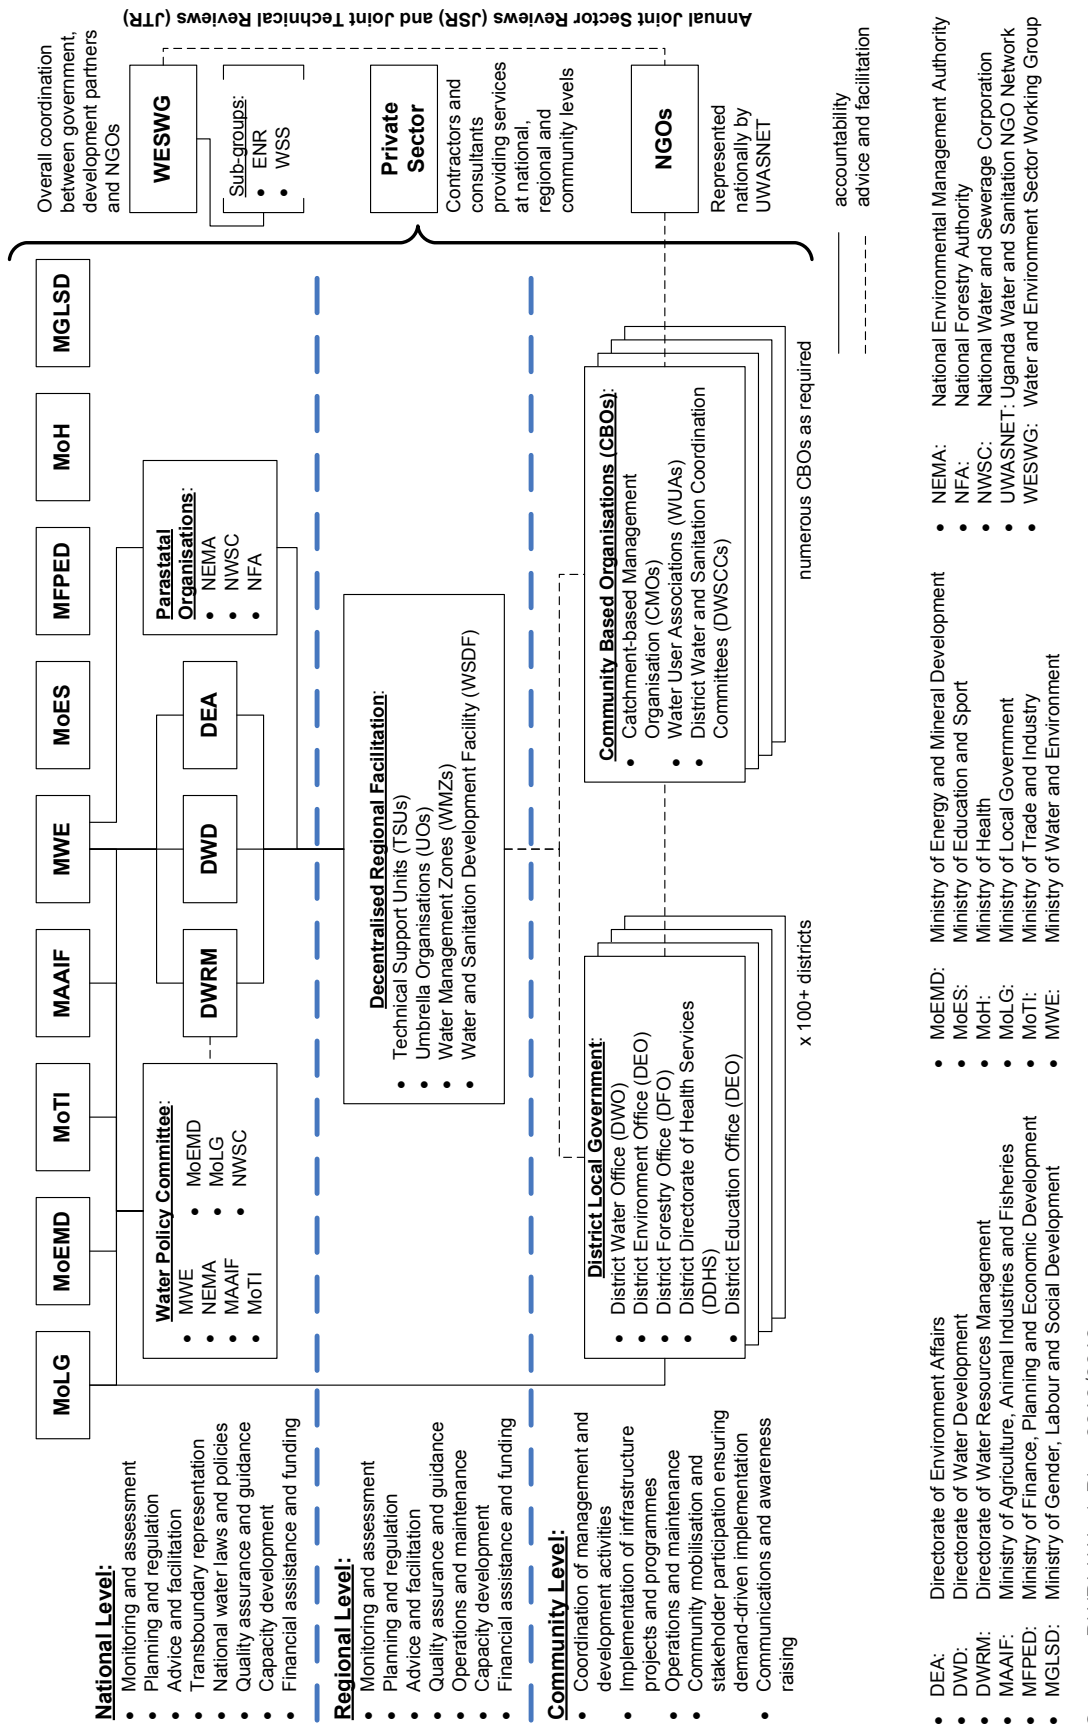 National Level:
• Monitoring and assessment
• Planning and regulation
• Advice and facilitation
• Transboundary representation
• National water laws and policies
• Quality assurance and guidance
• Capacity development
• Financial assistance and funding
Regional Level:
• Monitoring and assessment
• Planning and regulation
• Advice and facilitation
• Quality assurance and guidance
• Operations and maintenance
• Capacity development
• Financial assistance and funding
Community Level:
• Coordination of management and
development activities
• Implementation of infrastructure
projects and programmes
• Operations and maintenance
• Community mobilisation and
stakeholder participation ensuring
demand-driven implementation
• Communications and awareness
raising
MoLG
MoEMD
MoTI
MAAIF
MWE
MoES
MFPED
MoH
MGLSD
Water Policy Committee:
• MWE
• NEMA
• MAAIF
• MoTI
• MoEMD
• MoLG
• NWSC
DWRM
DWD
DEA
Parastatal
Organisations:
• NEMA
• NWSC
• NFA
Decentralised Regional Facilitation:
• Technical Support Units (TSUs)
• Umbrella Organisations (UOs)
• Water Management Zones (WMZs)
• Water and Sanitation Development Facility (WSDF)
District Local Government:
• District Water Office (DWO)
• District Environment Office (DEO)
• District Forestry Office (DFO)
• District Directorate of Health Services
(DDHS)
• District Education Office (DEO)
x 100+ districts
Community Based Organisations (CBOs):
• Catchment-based Management
Organisation (CMOs)
• Water User Associations (WUAs)
• District Water and Sanitation Coordination
Committees (DWSCCs)
numerous CBOs as required
Overall coordination
between government,
development partners
and NGOs
WESWG
Sub-groups:
• ENR
• WSS
Private
Sector
Contractors and
consultants
providing services
at national,
regional and
community levels
NGOs
Represented
nationally by
UWASNET
Annual Joint Sector Reviews (JSR) and Joint Technical Reviews (JTR)
accountability
advice and facilitation
• DEA: Directorate of Environment Affairs
• DWD: Directorate of Water Development
• DWRM: Directorate of Water Resources Management
• MAAIF: Ministry of Agriculture, Animal Industries and Fisheries
• MFPED: Ministry of Finance, Planning and Economic Development
• MGLSD: Ministry of Gender, Labour and Social Development
• MoEMD: Ministry of Energy and Mineral Development
• MoES: Ministry of Education and Sport
• MoH: Ministry of Health
• MoLG: Ministry of Local Government
• MoTI: Ministry of Trade and Industry
• MWE: Ministry of Water and Environment
• NEMA: National Environmental Management Authority
• NFA: National Forestry Authority
• NWSC: National Water and Sewerage Corporation
• UWASNET: Uganda Water and Sanitation NGO Network
• WESWG: Water and Environment Sector Working Group